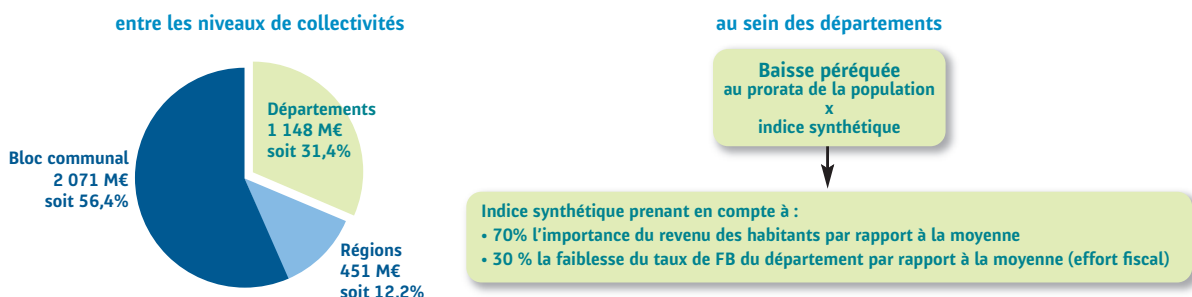 entre les niveaux de collectivités
Départements
1 148 M€
soit 31,4%
Bloc communal
2 071 M€
soit 56,4%
Régions
451 M€
soit 12,2%
au sein des départements
Baisse péréquée
au prorata de la population
x
indice synthétique
Indice synthétique prenant en compte à :
• 70% l'importance du revenu des habitants par rapport à la moyenne
• 30 % la faiblesse du taux de FB du département par rapport à la moyenne (effort fiscal)